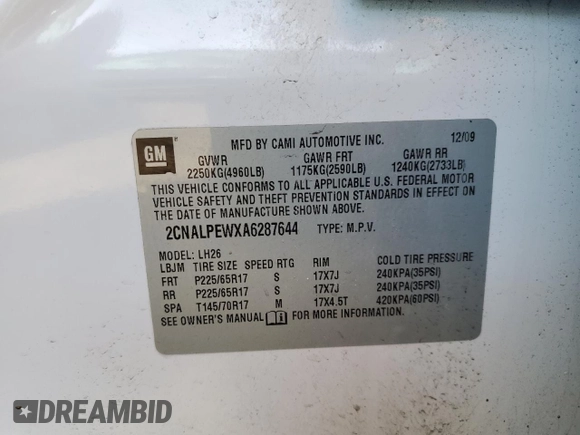 GM
MFD BY CAMI AUTOMOTIVE INC. 12/09
GVWR GAWR FRT GAWR RR
2250KG(4960LB) 1175KG(2590LB) 1240KG(2733LB)
THIS VEHICLE CONFORMS TO ALL APPLICABLE U.S. FEDERAL MOTOR
VEHICLE SAFETY AND THEFT PREVENTION STANDARDS IN EFFECT ON
THE DATE OF MANUFACTURE SHOWN ABOVE.
2CNALPEWXA6287644 TYPE: M.P.V.
MODEL: LH26
LBJM TIRE SIZE SPEED RTG RIM COLD TIRE PRESSURE
FRT P225/65R17 S 17X7J 240KPA(35PSI)
RR P225/65R17 S 17X7J 240KPA(35PSI)
SPA T145/70R17 M 17X4.5T 420KPA(60PSI)
SEE OWNER'S MANUAL FOR MORE INFORMATION.
DREAMBID